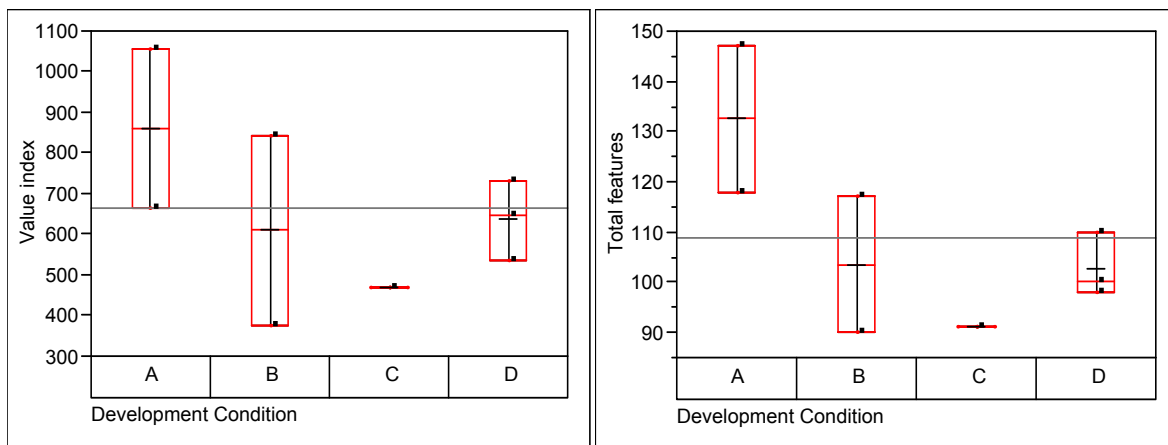 Value index
1100
1000
900
800
700
600
500
400
300
A B C D
Development Condition
Total features
150
140
130
120
110
100
90
A B C D
Development Condition